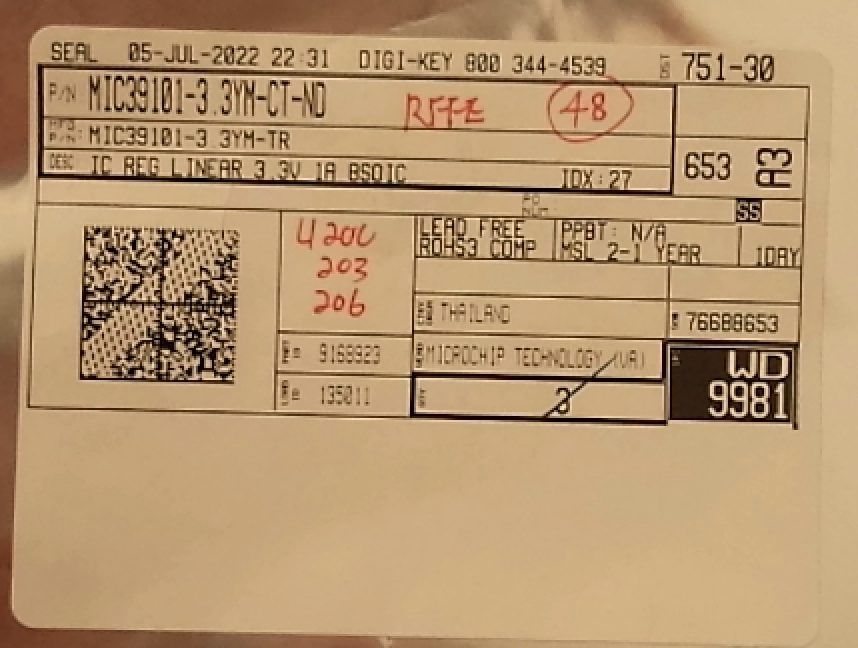 SEAL 05-JUL-2022 22:31 DIGI-KEY 800 344-4539 751-30
P/N: MIC39101-3.3YM-CT-ND RFFE 48
MFG P/N: MIC39101-3.3YM-TR
DESC IC REG LINEAR 3.3V 1A 8SOIC IDX:27
653 A3
PO NUM
SS
U 200
203
206
LEAD FREE
ROHS3 COMP
PPBT: N/A
MSL 2-1 YEAR
1DAY
THAILAND
76688653
9168923
MICROCHIP TECHNOLOGY (VA)
WD
9981
135011
3